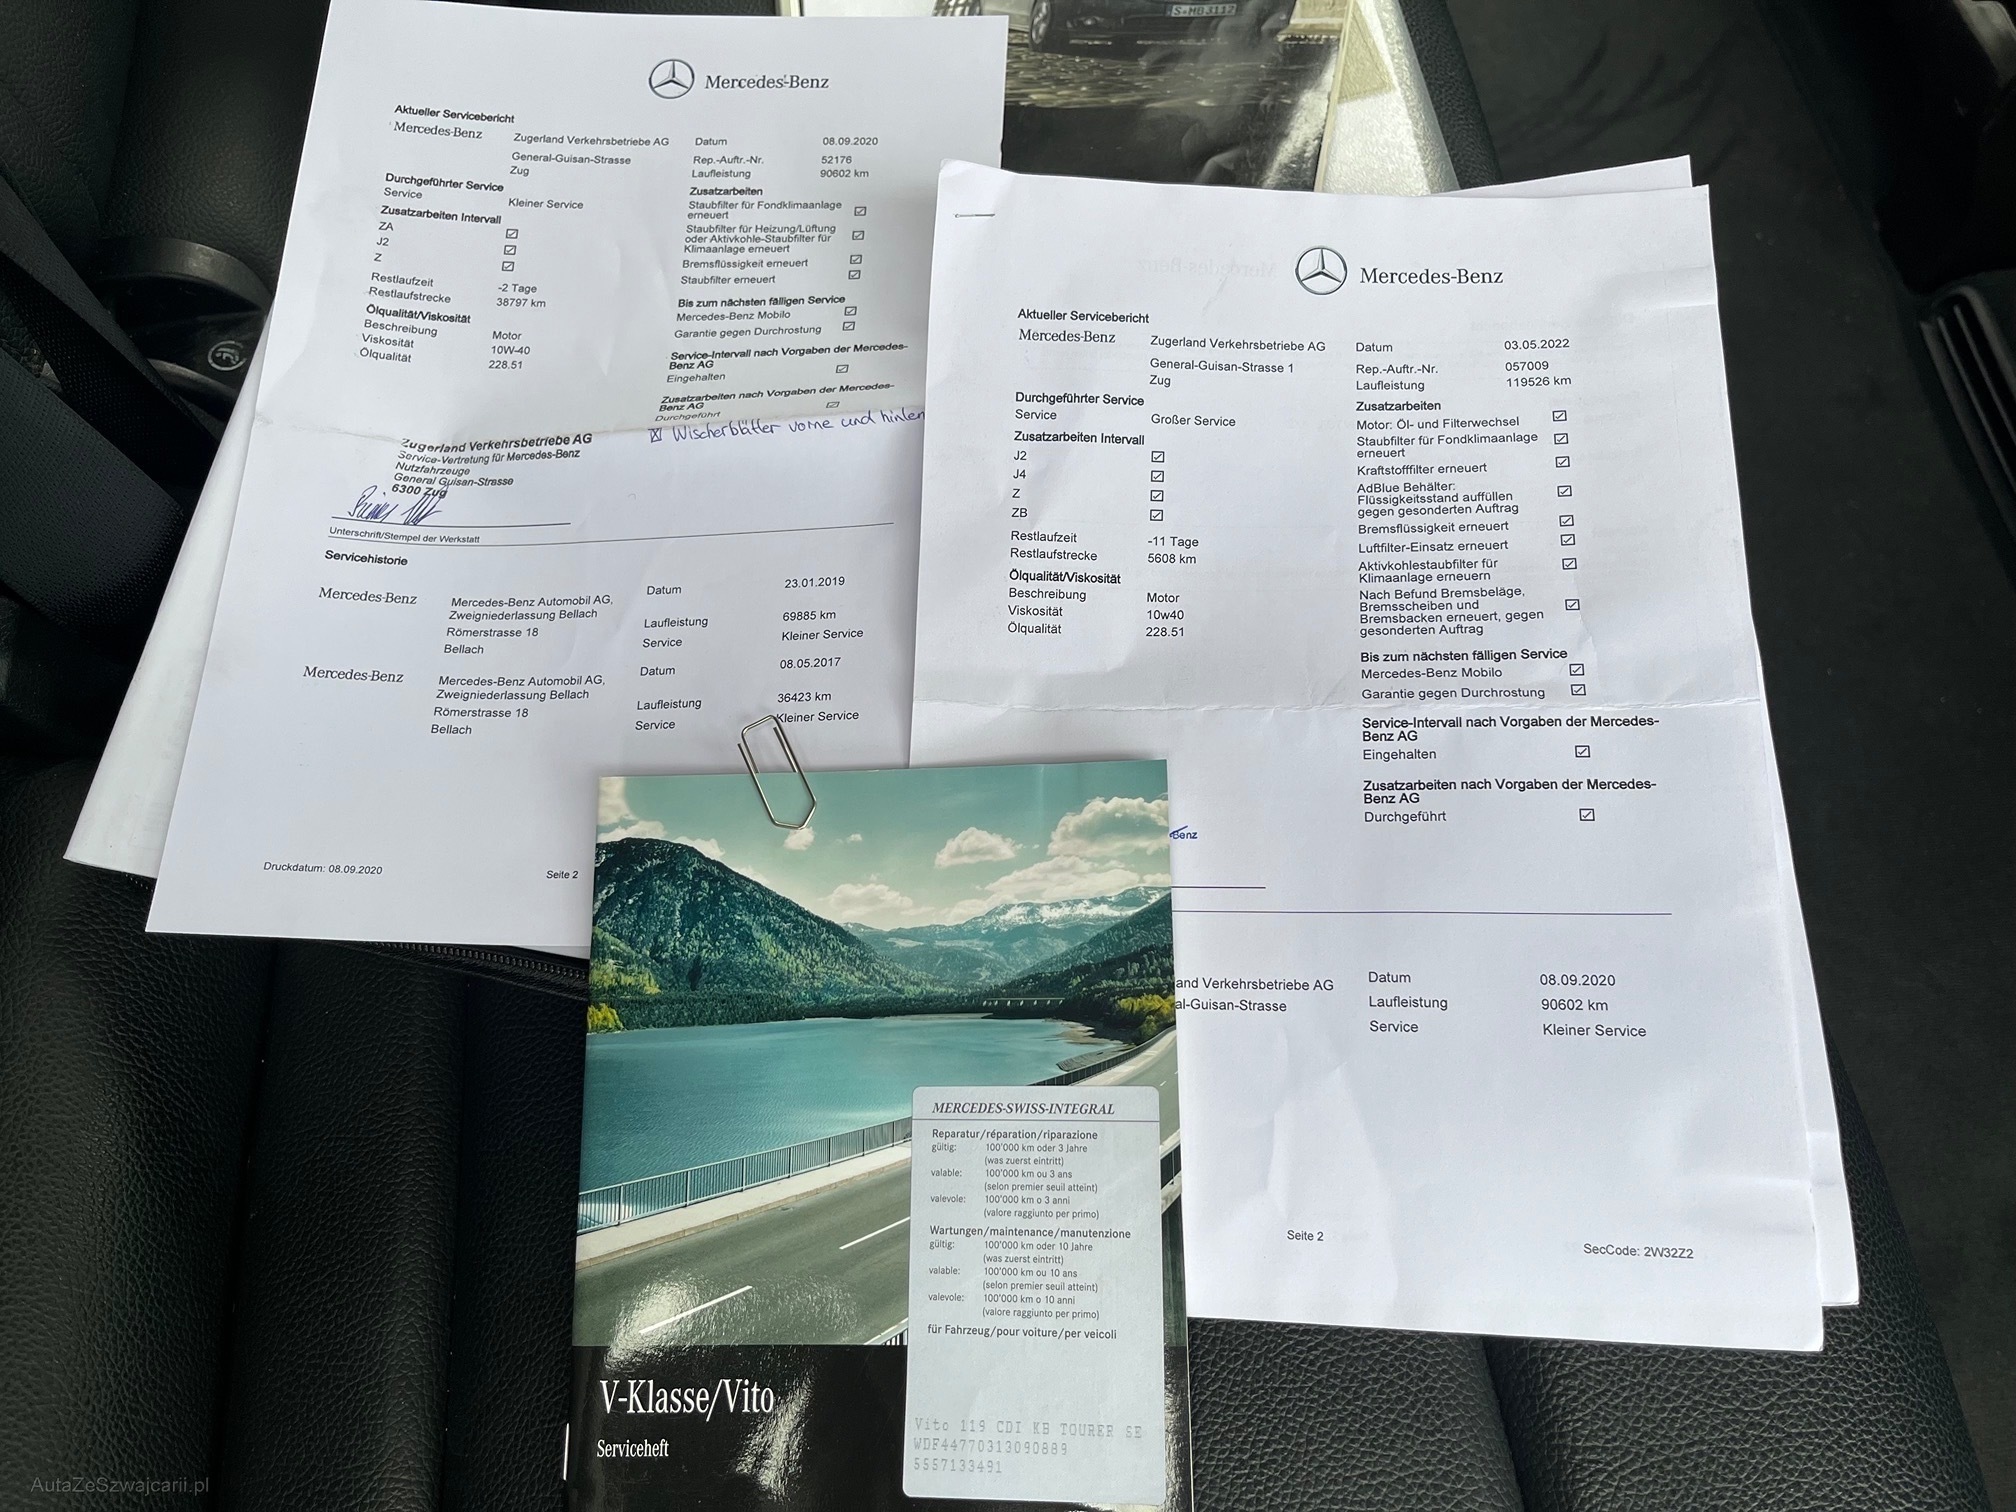 S-MB3112
Mercedes-Benz
Aktueller Servicebericht
Mercedes-Benz Zugerland Verkehrsbetriebe AG Datum 08.09.2020
General-Guisan-Strasse Rep.-Auftr.-Nr. 52176
Zug Laufleistung 90602 km
Durchgeführter Service Zusatzarbeiten
Service Kleiner Service Staubfilter für Fondklimaanlage
erneuert
Zusatzarbeiten Intervall Staubfilter für Heizung/Lüftung
ZA oder Aktivkohle-Staubfilter für
J2 Klimaanlage erneuert
Z Bremsflüssigkeit erneuert
Restlaufzeit -2 Tage Staubfilter erneuert
Restlaufstrecke 38797 km Bis zum nächsten fälligen Service
Ölqualität/Viskosität Mercedes-Benz Mobilo
Beschreibung Motor Garantie gegen Durchrostung
Viskosität 10W-40 Service-Intervall nach Vorgaben der Mercedes-
Ölqualität 228.51 Benz AG
Eingehalten
Zusatzarbeiten nach Vorgaben der Mercedes-
Benz AG
Durchgeführt
Wischerblätter vorne und hinten
Zugerland Verkehrsbetriebe AG
Service-Vertretung für Mercedes-Benz
Nutzfahrzeuge
General Guisan-Strasse
6300 Zug
Unterschrift/Stempel der Werkstatt
Servicehistorie
Mercedes-Benz Mercedes-Benz Automobil AG, Datum 23.01.2019
Zweigniederlassung Bellach Laufleistung 69885 km
Römerstrasse 18 Service Kleiner Service
Bellach
Mercedes-Benz Mercedes-Benz Automobil AG, Datum 08.05.2017
Zweigniederlassung Bellach Laufleistung 36423 km
Römerstrasse 18 Service Kleiner Service
Bellach
Druckdatum: 08.09.2020 Seite 2
Mercedes-Benz
Aktueller Servicebericht
Mercedes-Benz Zugerland Verkehrsbetriebe AG Datum 03.05.2022
General-Guisan-Strasse 1 Rep.-Auftr.-Nr. 057009
Zug Laufleistung 119526 km
Durchgeführter Service Zusatzarbeiten
Service Großer Service Motor: Öl- und Filterwechsel
Zusatzarbeiten Intervall Staubfilter für Fondklimaanlage
erneuert
J2 Kraftstofffilter erneuert
J4 AdBlue Behälter:
Z Flüssigkeitsstand auffüllen
ZB gegen gesonderten Auftrag
Bremsflüssigkeit erneuert
Restlaufzeit -11 Tage Luftfilter-Einsatz erneuert
Restlaufstrecke 5608 km Aktivkohlestaubfilter für
Klimaanlage erneuern
Ölqualität/Viskosität Nach Befund Bremsbeläge,
Beschreibung Motor Bremsscheiben und
Viskosität 10w40 Bremsbacken erneuert, gegen
Ölqualität 228.51 gesonderten Auftrag
Bis zum nächsten fälligen Service
Mercedes-Benz Mobilo
Garantie gegen Durchrostung
Service-Intervall nach Vorgaben der Mercedes-
Benz AG
Eingehalten
Zusatzarbeiten nach Vorgaben der Mercedes-
Benz AG
Durchgeführt
Benz
and Verkehrsbetriebe AG Datum 08.09.2020
al-Guisan-Strasse Laufleistung 90602 km
Service Kleiner Service
Seite 2 SecCode: 2W32Z2
MERCEDES-SWISS-INTEGRAL
Reparatur/réparation/riparazione
gültig: 100'000 km oder 3 Jahre
(was zuerst eintritt)
valable: 100'000 km ou 3 ans
(selon premier seuil atteint)
valevole: 100'000 km o 3 anni
(valore raggiunto per primo)
Wartungen/maintenance/manutenzione
gültig: 100'000 km oder 10 Jahre
(was zuerst eintritt)
valable: 100'000 km ou 10 ans
(selon premier seuil atteint)
valevole: 100'000 km o 10 anni
(valore raggiunto per primo)
für Fahrzeug/pour voiture/per veicoli
Vito 119 CDI KB TOURER SE
WDF44770313090889
5557133491
V-Klasse/Vito
Serviceheft
AutaZeSzwajcarii.pl